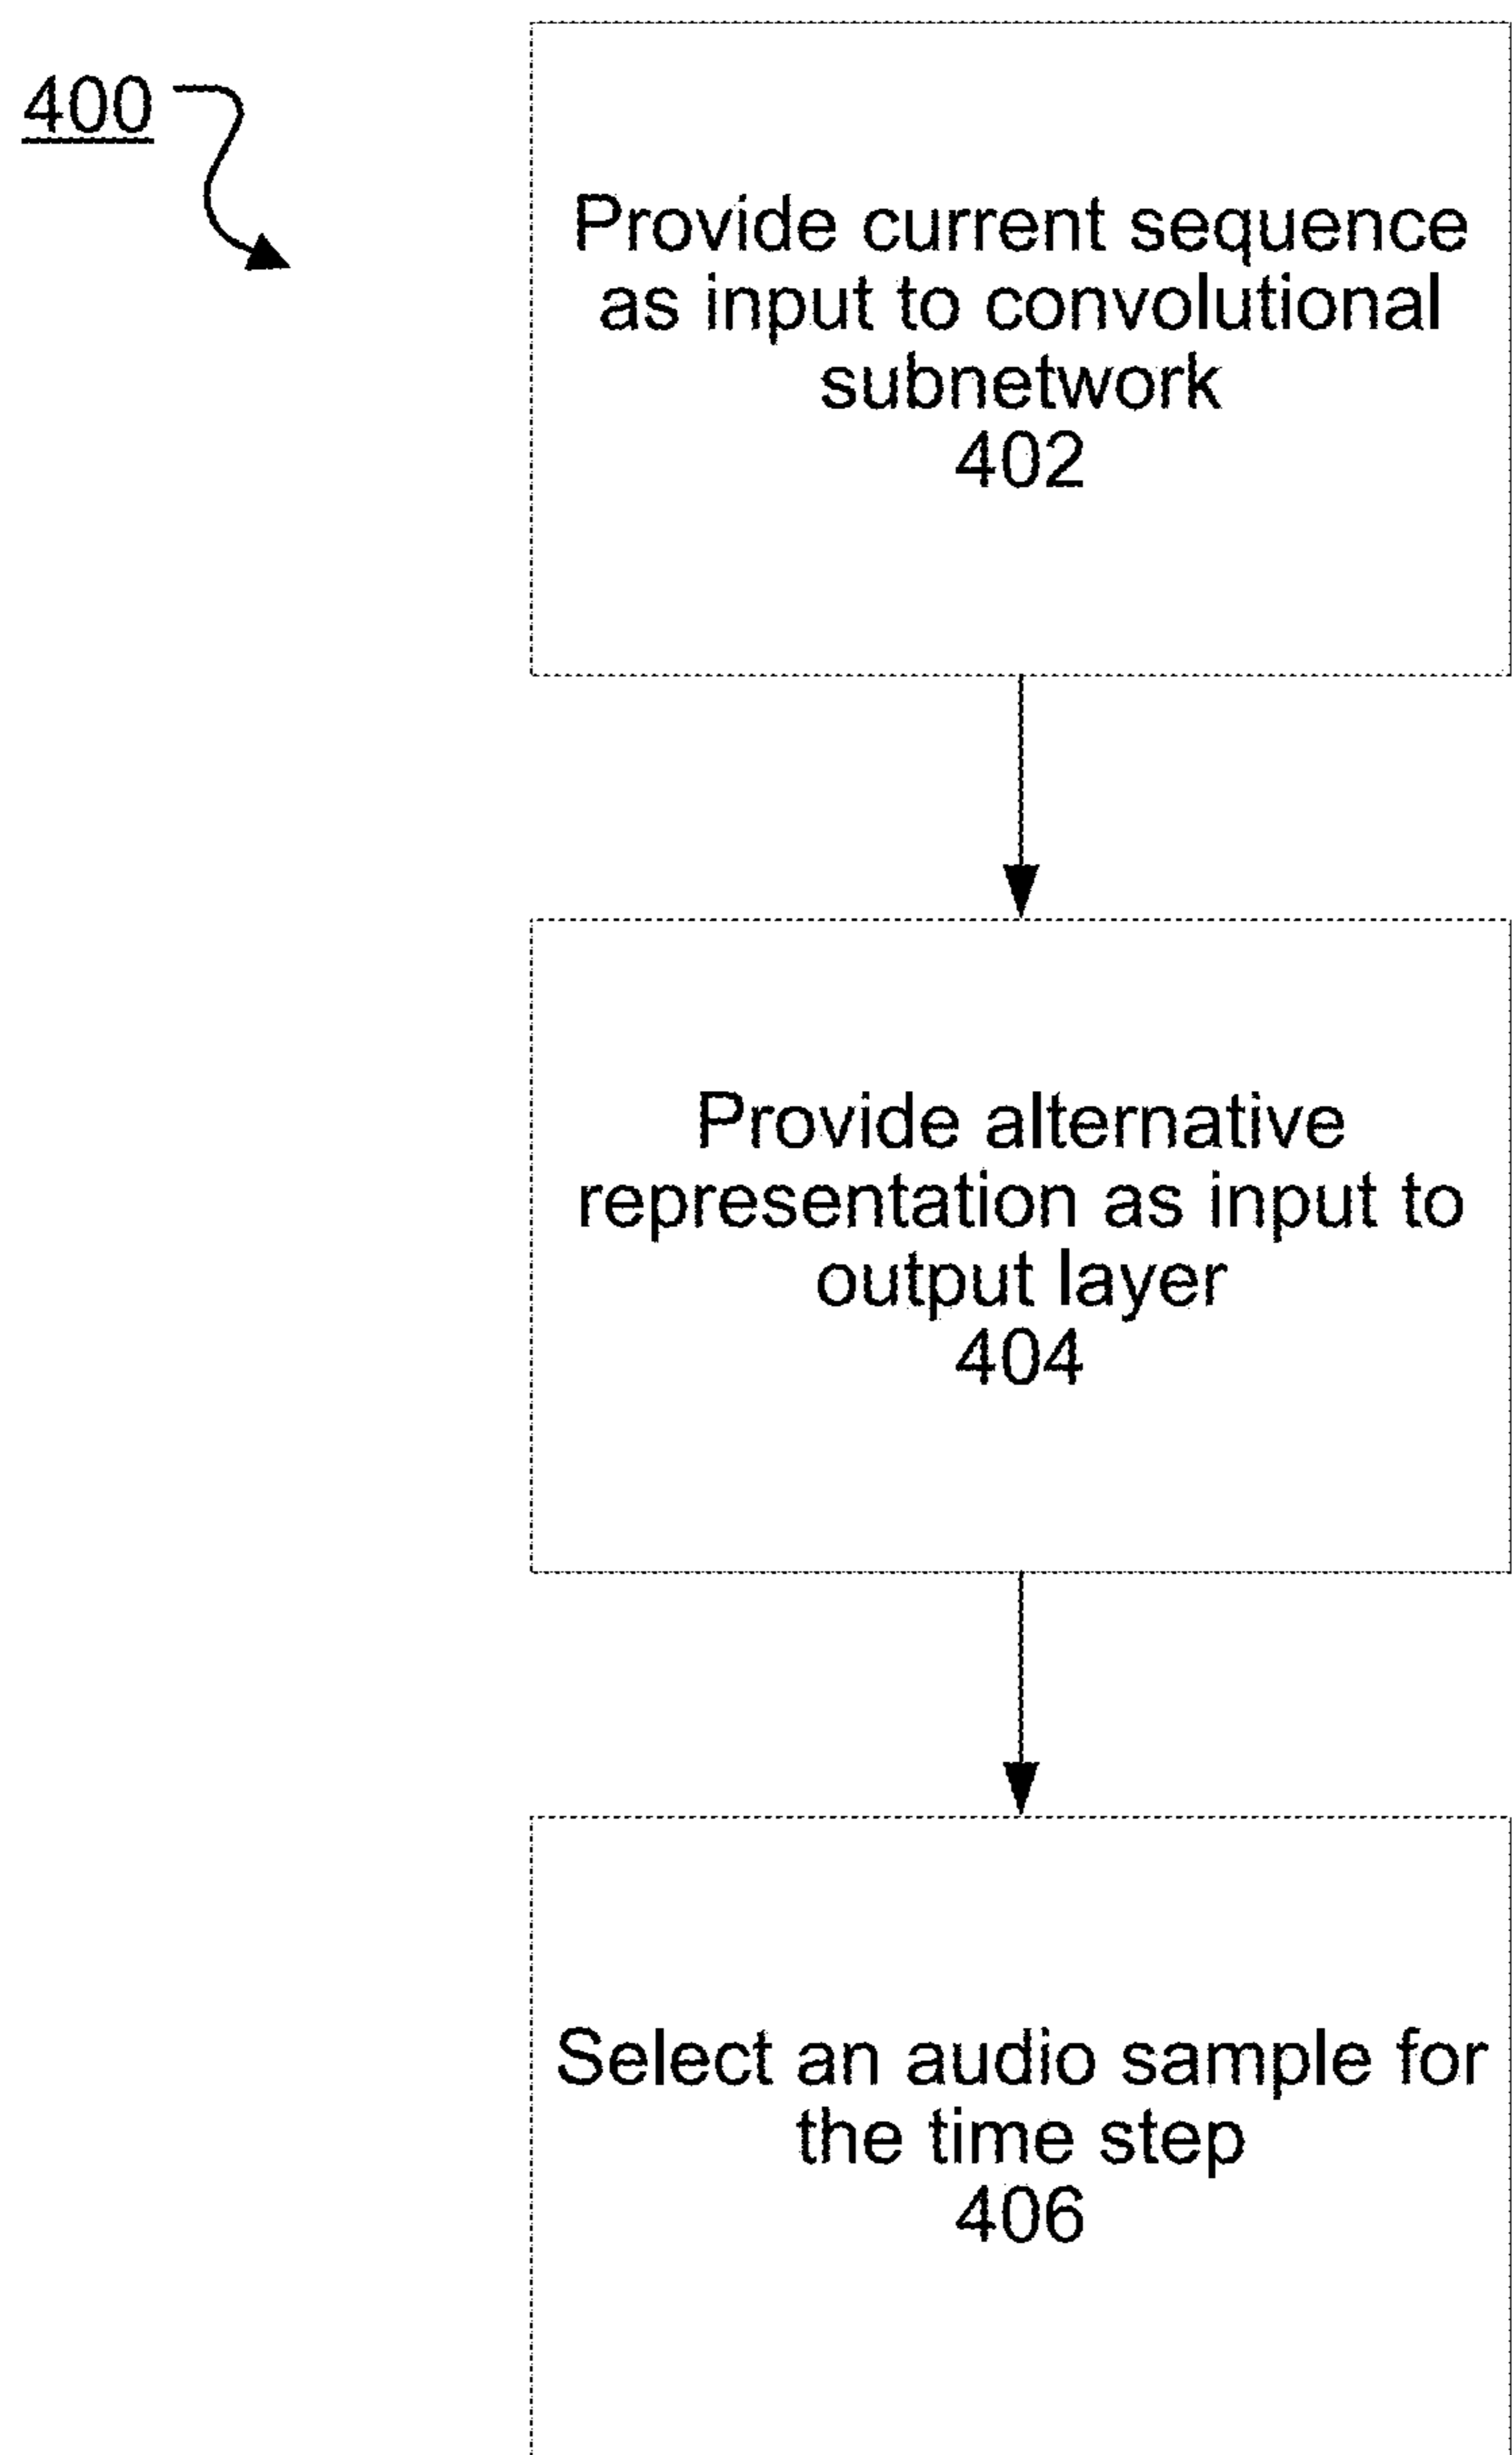 400
Provide current sequence
as input to convolutional
subnetwork
402
Provide alternative
representation as input to
output layer
404
Select an audio sample for
the time step
406